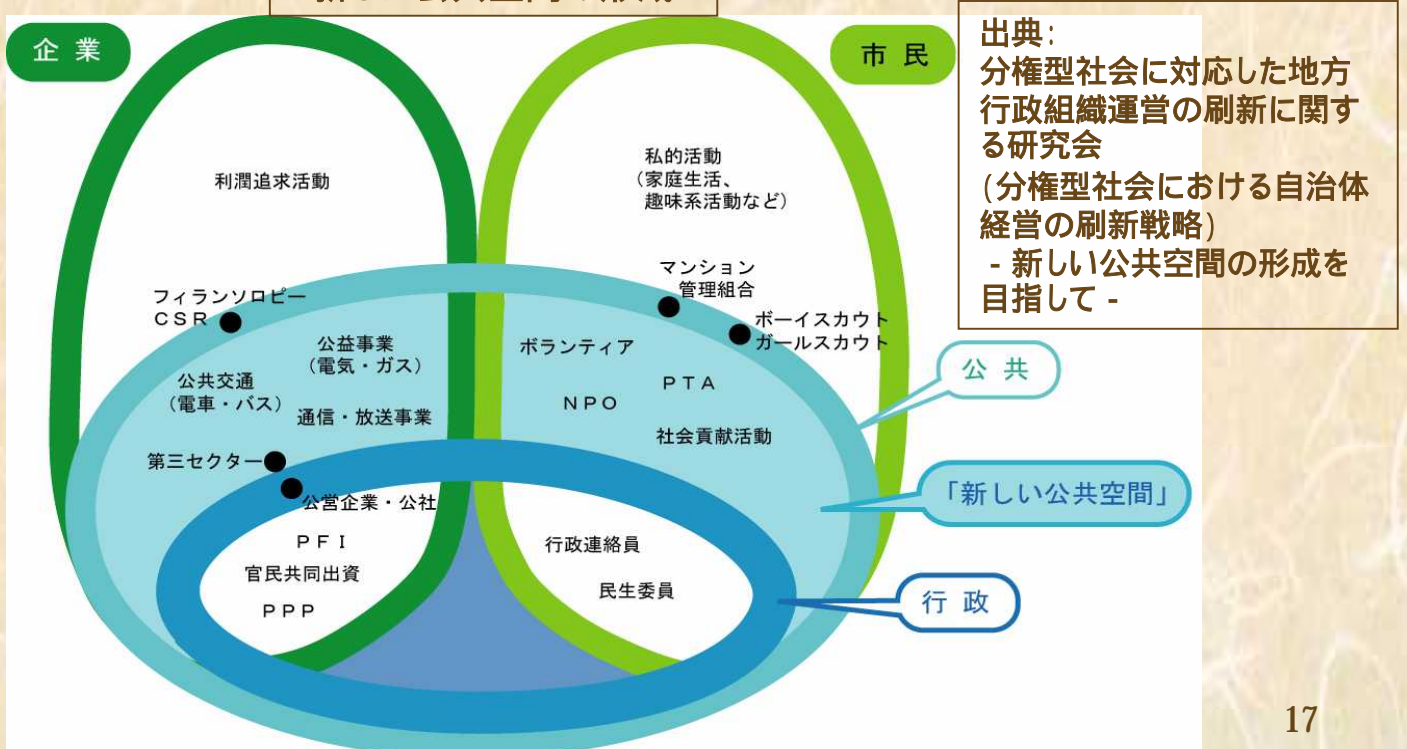 企業
市民
出典:
分権型社会に対応した地方
行政組織運営の刷新に関す
る研究会
(分権型社会における自治体
経営の刷新戦略)
- 新しい公共空間の形成を
目指して -
利潤追求活動
私的活動
(家庭生活、
趣味系活動など)
フィランソロピー
CSR
マンション
管理組合
ボーイスカウト
ガールスカウト
公益事業
(電気・ガス)
公共交通
(電車・バス)
通信・放送事業
ボランティア
PTA
NPO
社会貢献活動
公共
第三セクター
公営企業・公社
「新しい公共空間」
PFI
官民共同出資
PPP
行政連絡員
民生委員
行政
17